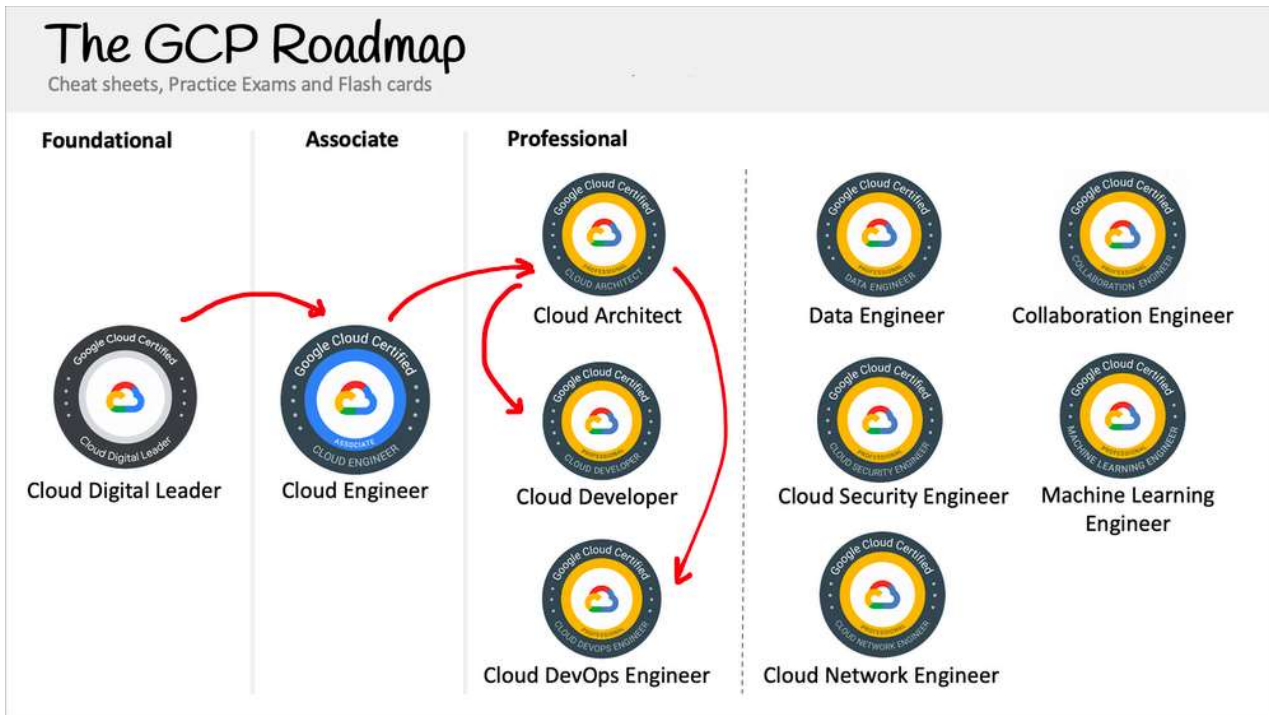 The GCP Roadmap
Cheat sheets, Practice Exams and Flash cards
Foundational
Associate
Professional
Google Cloud Certified
PROFESSIONAL
CLOUD ARCHITECT
Cloud Architect
Google Cloud Certified
PROFESSIONAL
DATA ENGINEER
Data Engineer
Google Cloud Certified
PROFESSIONAL
COLLABORATION ENGINEER
Collaboration Engineer
Google Cloud Certified
Cloud Digital Leader
Cloud Digital Leader
Google Cloud Certified
ASSOCIATE
CLOUD ENGINEER
Cloud Engineer
Google Cloud Certified
PROFESSIONAL
CLOUD DEVELOPER
Cloud Developer
Google Cloud Certified
PROFESSIONAL
CLOUD SECURITY ENGINEER
Cloud Security Engineer
Google Cloud Certified
PROFESSIONAL
MACHINE LEARNING ENGINEER
Machine Learning
Engineer
Google Cloud Certified
PROFESSIONAL
CLOUD DEVOPS ENGINEER
Cloud DevOps Engineer
Google Cloud Certified
PROFESSIONAL
CLOUD NETWORK ENGINEER
Cloud Network Engineer